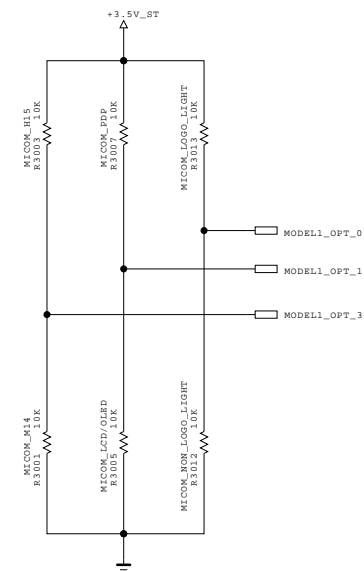 +3.5V_ST
MICOM_H15
R3003 10K
MICOM_PDP
R3007 10K
MICOM_LOGO_LIGHT
R3013 10K
MODEL1_OPT_0
MODEL1_OPT_1
MODEL1_OPT_3
MICOM_M14
R3001 10K
MICOM_LCD/OLED
R3005 10K
MICOM_NON_LOGO_LIGHT
R3012 10K